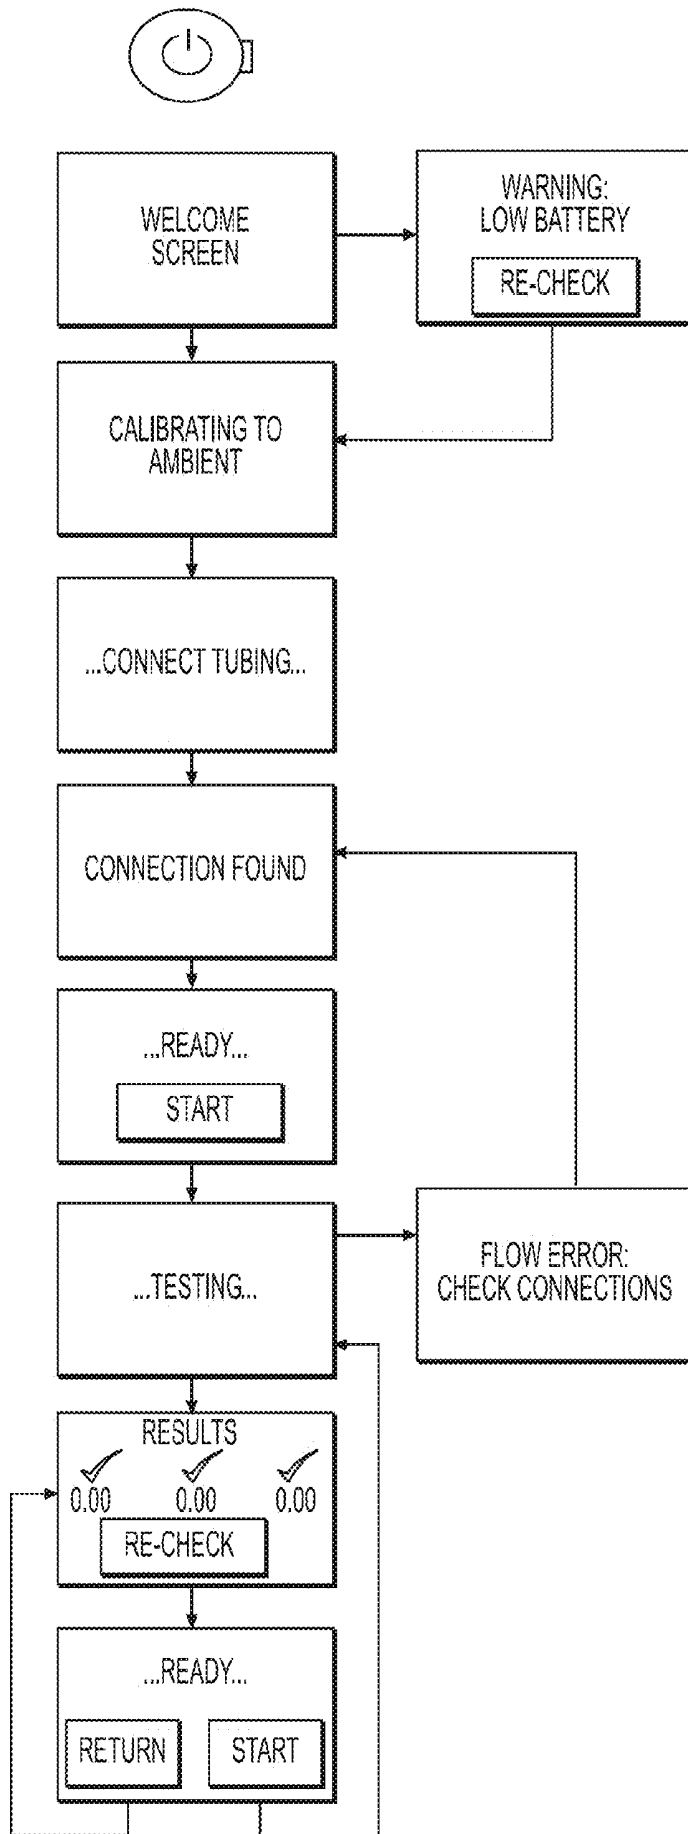 WELCOME
SCREEN
WARNING:
LOW BATTERY
RE-CHECK
CALIBRATING TO
AMBIENT
...CONNECT TUBING...
CONNECTION FOUND
...READY...
START
...TESTING...
FLOW ERROR:
CHECK CONNECTIONS
RESULTS
0.00 0.00 0.00
RE-CHECK
...READY...
RETURN START